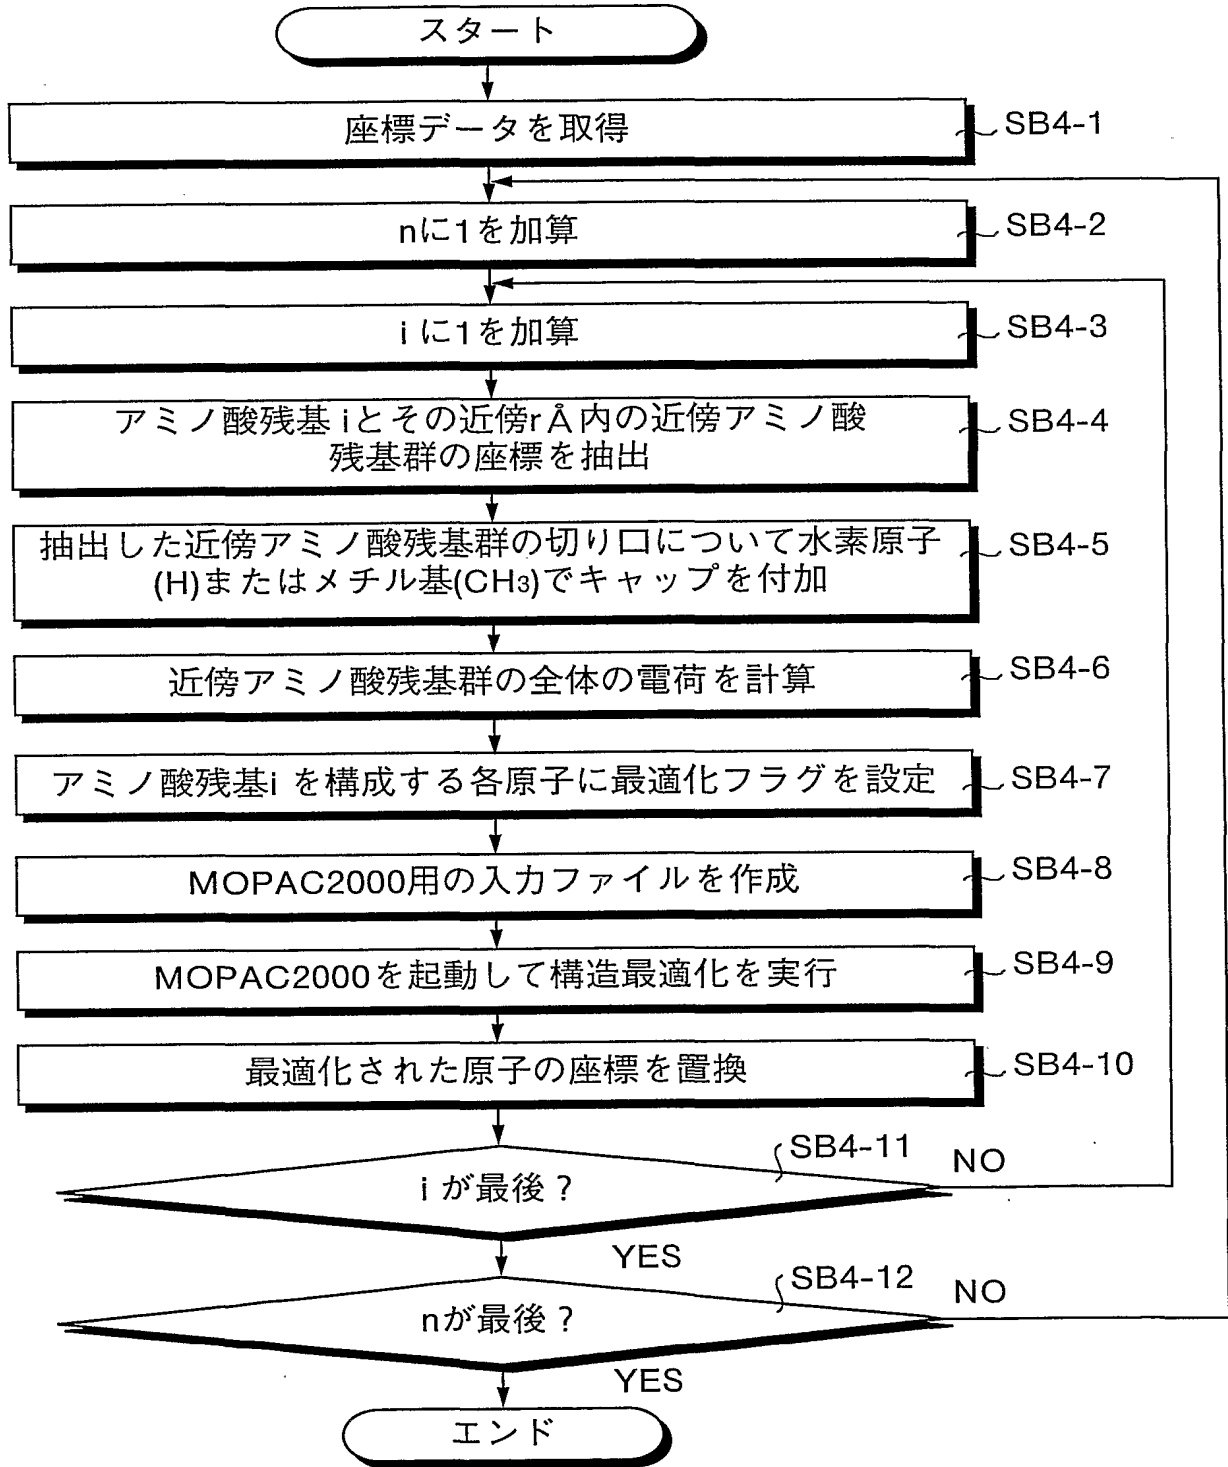 スタート
座標データを取得
SB4-1
nに1を加算
SB4-2
iに1を加算
SB4-3
アミノ酸残基iとその近傍rÅ内の近傍アミノ酸
残基群の座標を抽出
SB4-4
抽出した近傍アミノ酸残基群の切り口について水素原子
(H)またはメチル基(CH3)でキャップを付加
SB4-5
近傍アミノ酸残基群の全体の電荷を計算
SB4-6
アミノ酸残基iを構成する各原子に最適化フラグを設定
SB4-7
MOPAC2000用の入力ファイルを作成
SB4-8
MOPAC2000を起動して構造最適化を実行
SB4-9
最適化された原子の座標を置換
SB4-10
iが最後?
SB4-11
NO
YES
nが最後?
SB4-12
NO
YES
エンド